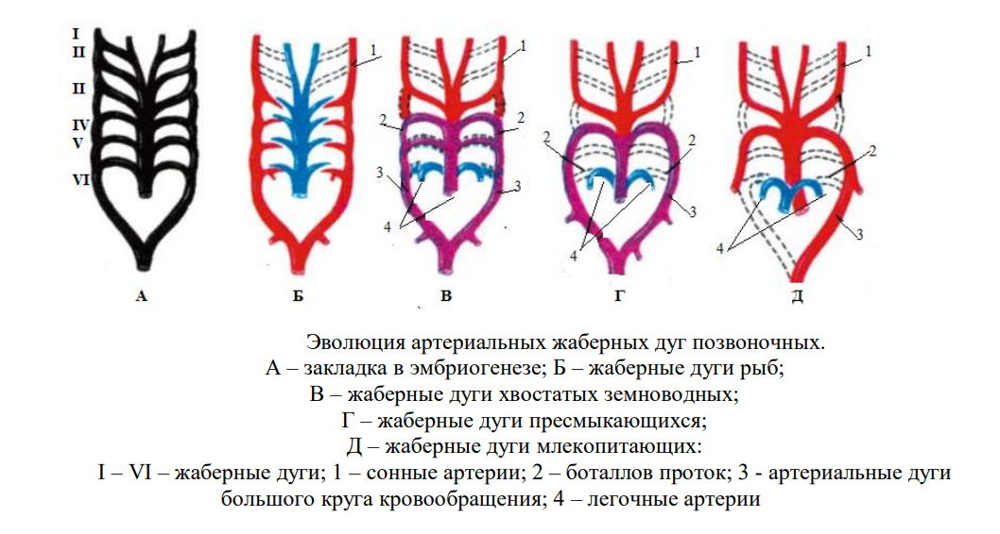 I
II
II
IV
V
VI
1
1
2
2
3
3
4
1
2
2
3
4
1
2
3
4
А
Б
В
Г
Д
Эволюция артериальных жаберных дуг позвоночных.
А – закладка в эмбриогенезе; Б – жаберные дуги рыб;
В – жаберные дуги хвостатых земноводных;
Г – жаберные дуги пресмыкающихся;
Д – жаберные дуги млекопитающих:
I – VI – жаберные дуги; 1 – сонные артерии; 2 – боталлов проток; 3 - артериальные дуги
большого круга кровообращения; 4 – легочные артерии